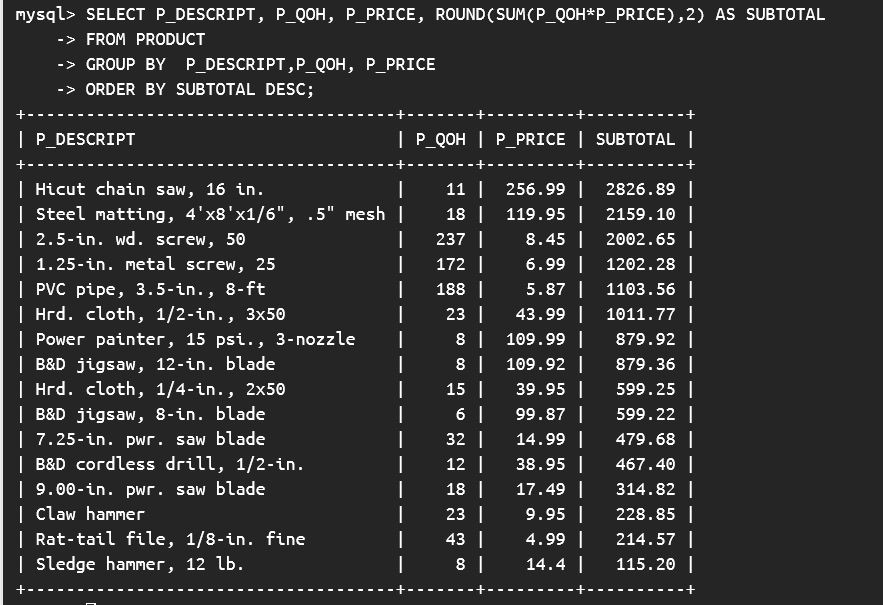 mysql> SELECT P_DESCRIPT, P_QOH, P_PRICE, ROUND(SUM(P_QOH*P_PRICE),2) AS SUBTOTAL
    -> FROM PRODUCT
    -> GROUP BY  P_DESCRIPT,P_QOH, P_PRICE
    -> ORDER BY SUBTOTAL DESC;
+-------------------------------------+-------+---------+----------+
| P_DESCRIPT                          | P_QOH | P_PRICE | SUBTOTAL |
+-------------------------------------+-------+---------+----------+
| Hicut chain saw, 16 in.             |    11 |  256.99 |  2826.89 |
| Steel matting, 4'x8'x1/6", .5" mesh |    18 |  119.95 |  2159.10 |
| 2.5-in. wd. screw, 50               |   237 |    8.45 |  2002.65 |
| 1.25-in. metal screw, 25            |   172 |    6.99 |  1202.28 |
| PVC pipe, 3.5-in., 8-ft             |   188 |    5.87 |  1103.56 |
| Hrd. cloth, 1/2-in., 3x50           |    23 |   43.99 |  1011.77 |
| Power painter, 15 psi., 3-nozzle    |     8 |  109.99 |   879.92 |
| B&D jigsaw, 12-in. blade            |     8 |  109.92 |   879.36 |
| Hrd. cloth, 1/4-in., 2x50           |    15 |   39.95 |   599.25 |
| B&D jigsaw, 8-in. blade             |     6 |   99.87 |   599.22 |
| 7.25-in. pwr. saw blade             |    32 |   14.99 |   479.68 |
| B&D cordless drill, 1/2-in.         |    12 |   38.95 |   467.40 |
| 9.00-in. pwr. saw blade             |    18 |   17.49 |   314.82 |
| Claw hammer                         |    23 |    9.95 |   228.85 |
| Rat-tail file, 1/8-in. fine         |    43 |    4.99 |   214.57 |
| Sledge hammer, 12 lb.               |     8 |    14.4 |   115.20 |
+-------------------------------------+-------+---------+----------+